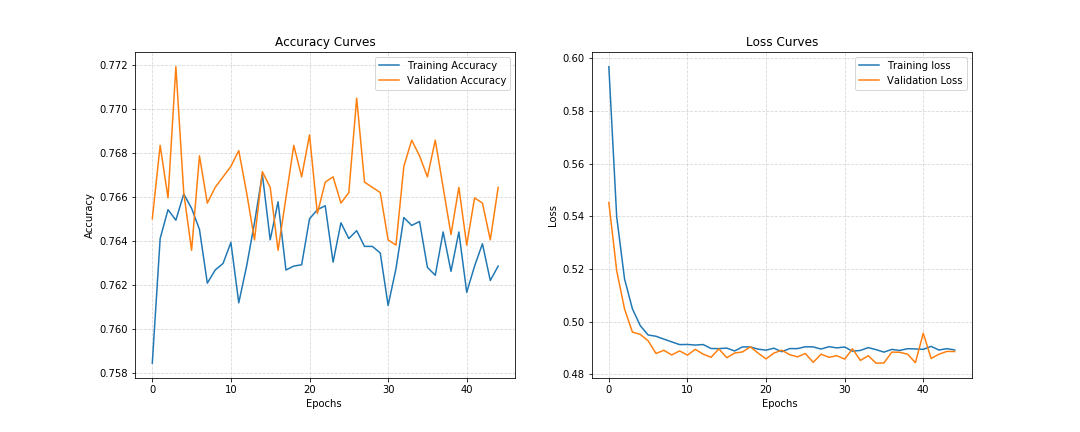 Accuracy Curves
0.772
0.770
0.768
0.766
0.764
0.762
0.760
0.758
Accuracy
0 10 20 30 40
Epochs
Training Accuracy
Validation Accuracy
Loss Curves
0.60
0.58
0.56
0.54
0.52
0.50
0.48
Loss
0 10 20 30 40
Epochs
Training loss
Validation Loss